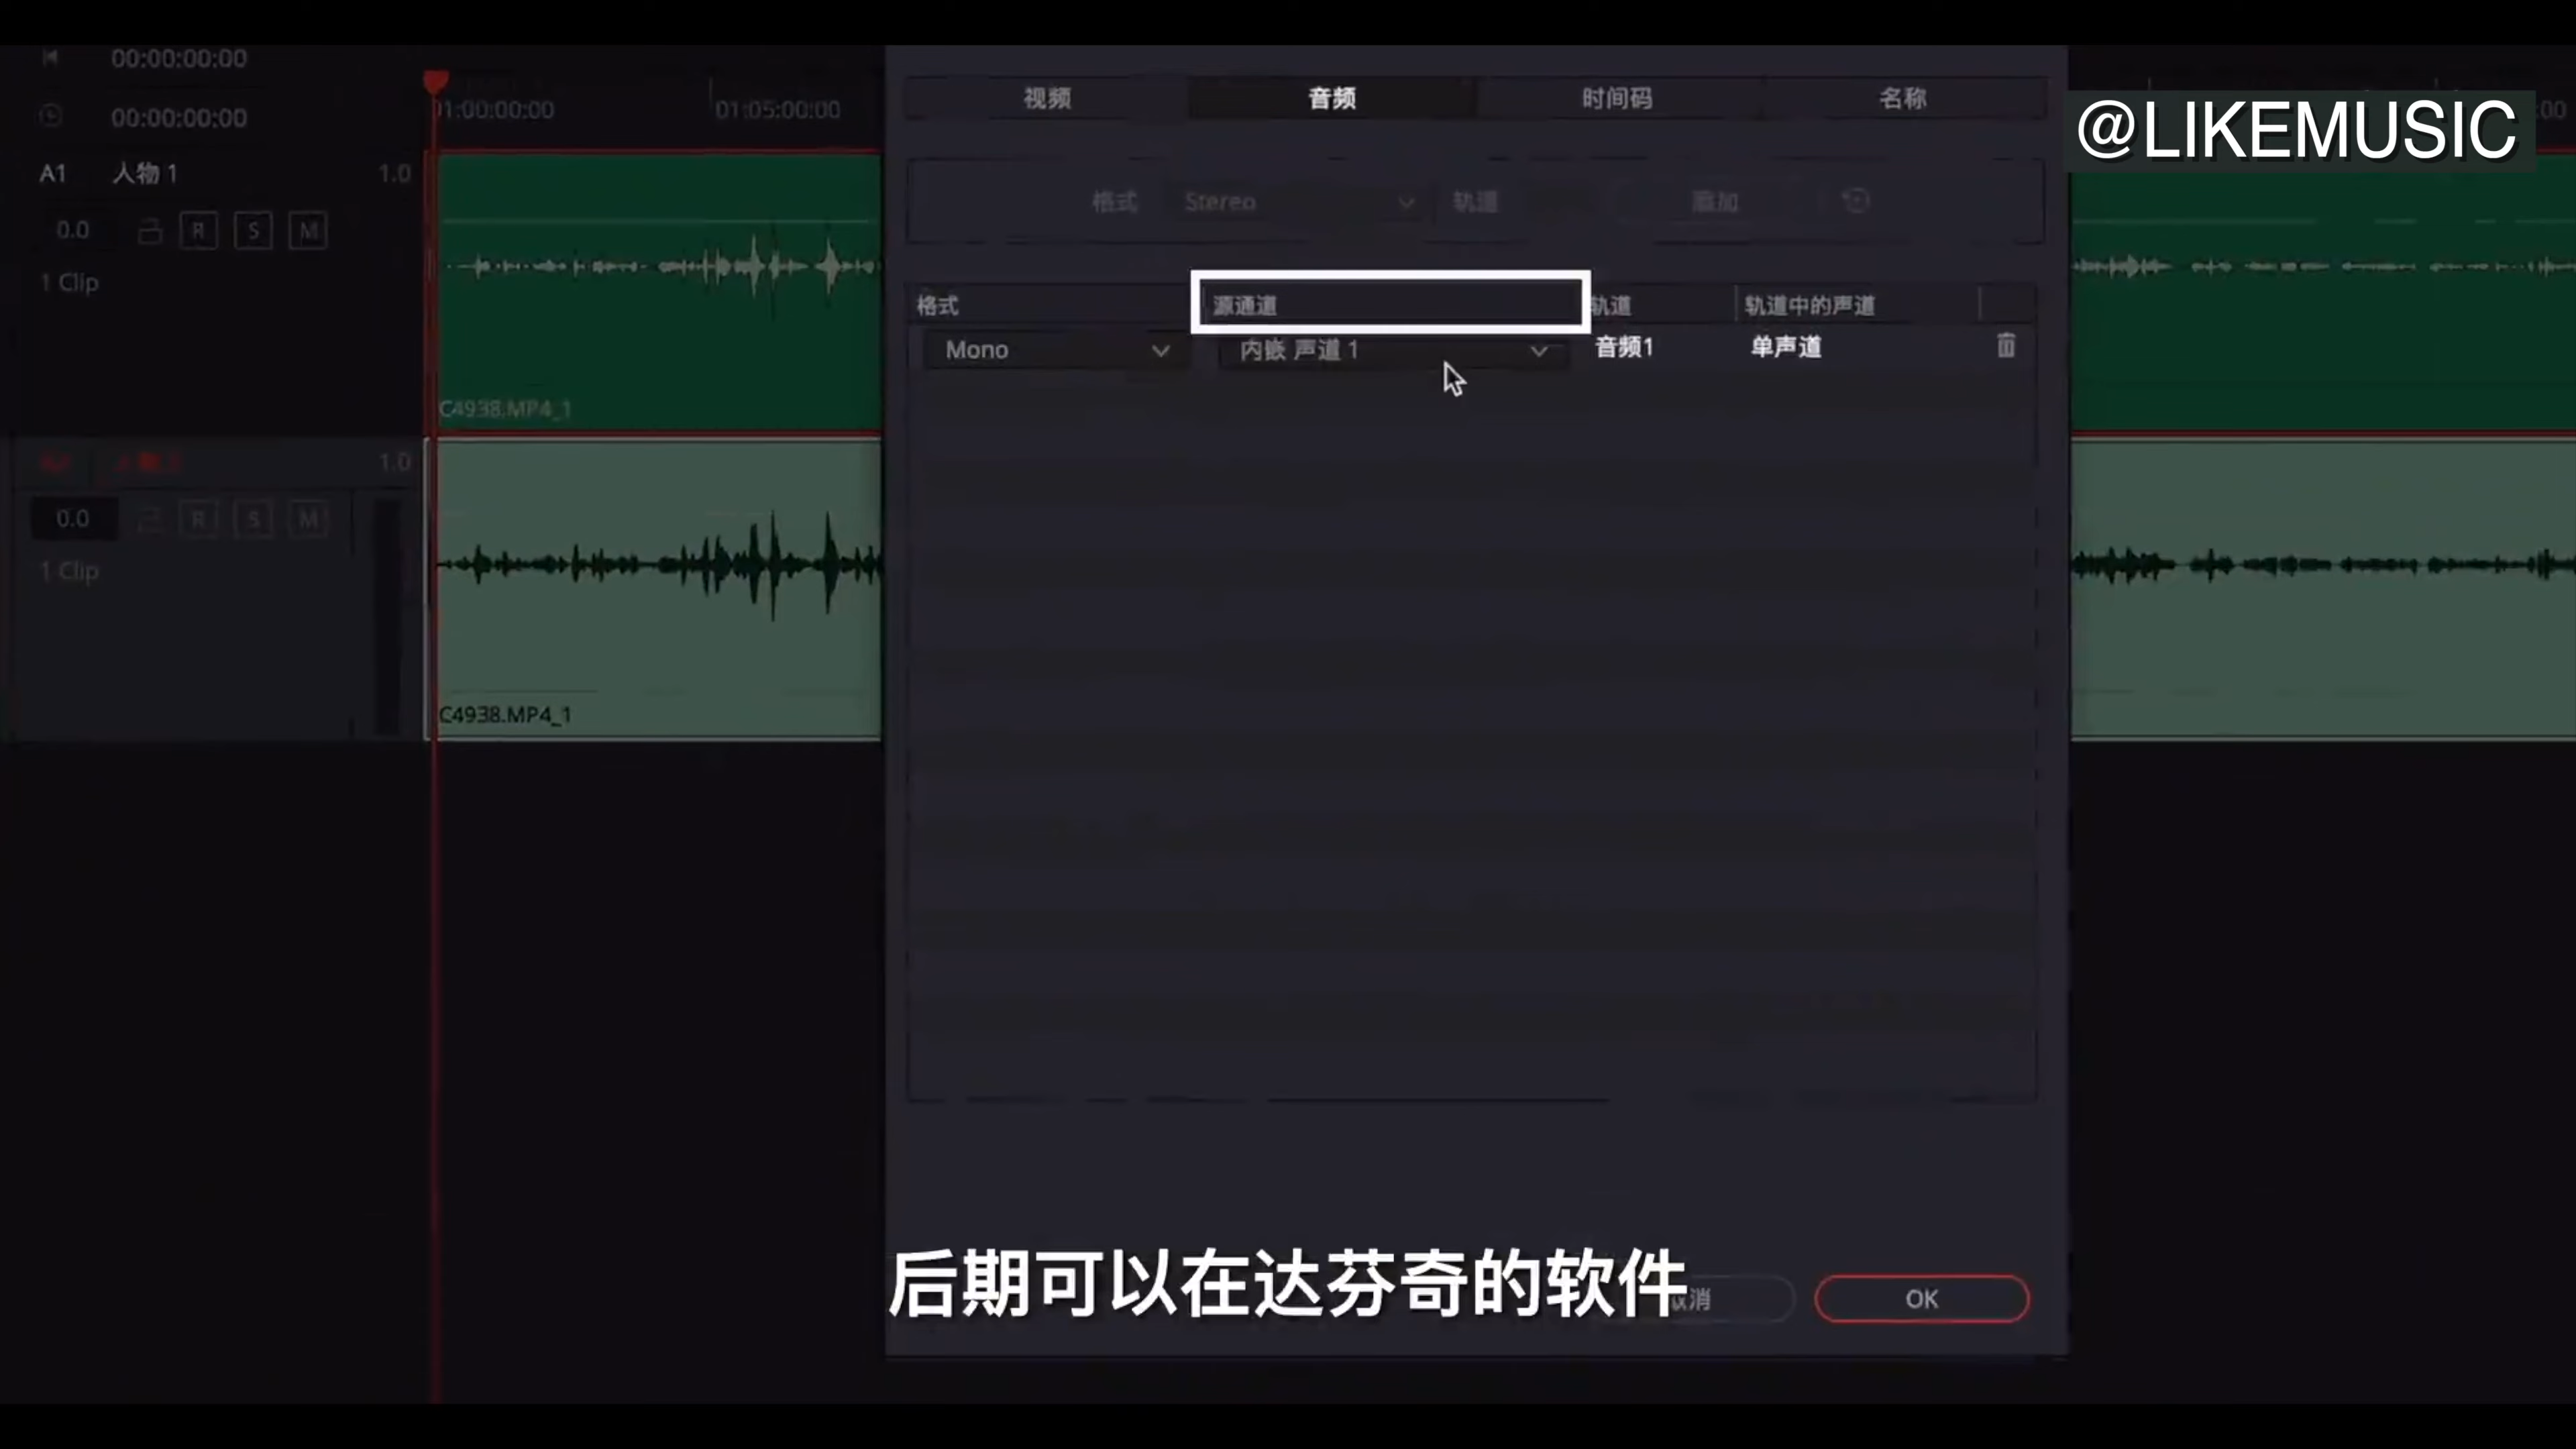 00:00:00:00
00:00:00:00
01:00:00:00
01:05:00:00
视频
音频
时间码
名称
@LIKEMUSIC
:00
A1 人物 1 1.0
0.0 R S M
1 Clip
C4938.MP4_1
格式 Stereo 轨道 添加
格式 源通道 轨道 轨道中的声道
Mono 内嵌 声道 1 音频1 单声道
1.0
0.0 R S M
1 Clip
C4938.MP4_1
后期可以在达芬奇的软件
取消
OK